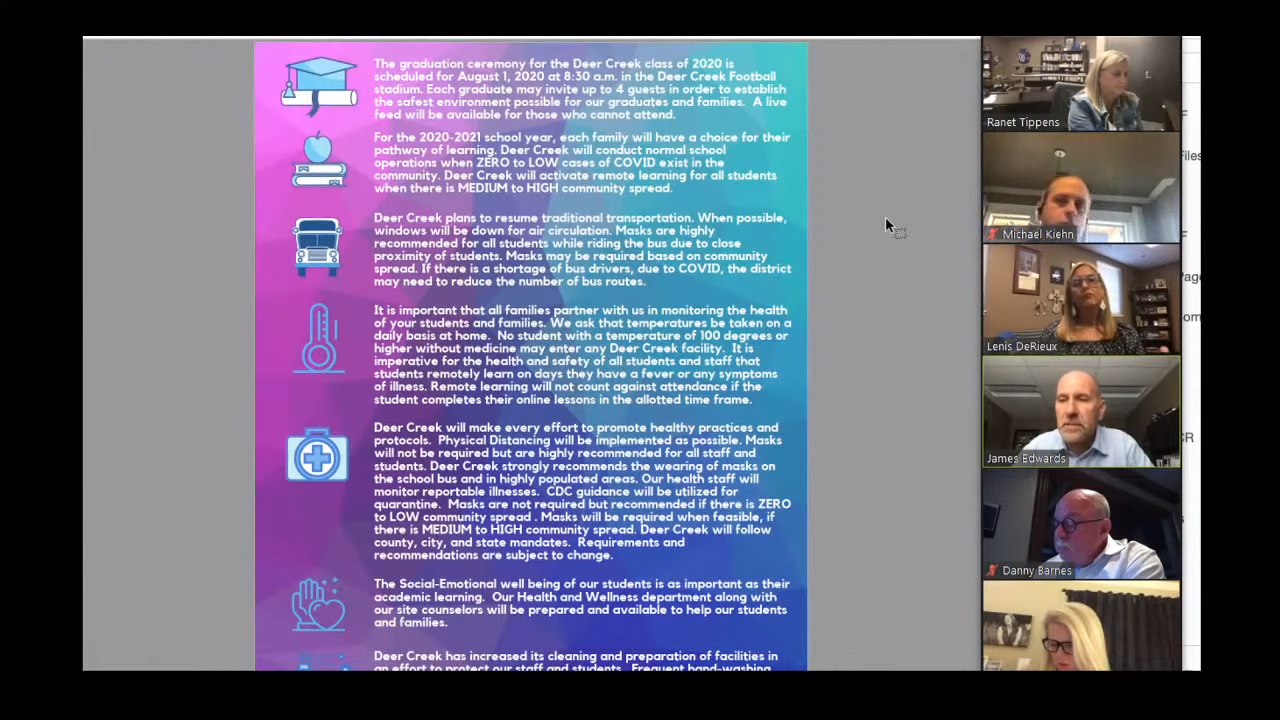 The graduation ceremony for the Deer Creek class of 2020 is
scheduled for August 1, 2020 at 8:30 a.m. in the Deer Creek Football
stadium. Each graduate may invite up to 4 guests in order to establish
the safest environment possible for our graduates and families. A live
feed will be available for those who cannot attend.
For the 2020-2021 school year, each family will have a choice for their
pathway of learning. Deer Creek will conduct normal school
operations when ZERO to LOW cases of COVID exist in the
community. Deer Creek will activate remote learning for all students
when there is MEDIUM to HIGH community spread.
Deer Creek plans to resume traditional transportation. When possible,
windows will be down for air circulation. Masks are highly
recommended for all students while riding the bus due to close
proximity of students. Masks may be required based on community
spread. If there is a shortage of bus drivers, due to COVID, the district
may need to reduce the number of bus routes.
It is important that all families partner with us in monitoring the health
of your students and families. We ask that temperatures be taken on a
daily basis at home. No student with a temperature of 100 degrees or
higher without medicine may enter any Deer Creek facility. It is
imperative for the health and safety of all students and staff that
students remotely learn on days they have a fever or any symptoms
of illness. Remote learning will not count against attendance if the
student completes their online lessons in the allotted time frame.
Deer Creek will make every effort to promote healthy practices and
protocols. Physical Distancing will be implemented as possible. Masks
will not be required but are highly recommended for all staff and
students. Deer Creek strongly recommends the wearing of masks on
the school bus and in highly populated areas. Our health staff will
monitor reportable illnesses. CDC guidance will be utilized for
quarantine. Masks are not required but recommended if there is ZERO
to LOW community spread . Masks will be required when feasible, if
there is MEDIUM to HIGH community spread. Deer Creek will follow
county, city, and state mandates. Requirements and
recommendations are subject to change.
The Social-Emotional well being of our students is as important as their
academic learning. Our Health and Wellness department along with
our site counselors will be prepared and available to help our students
and families.
Deer Creek has increased its cleaning and preparation of facilities in
an effort to protect our staff and students. Frequent hand-washing
Ranet Tippens
Michael Kiehn
Lenis DeRieux
James Edwards
Danny Barnes
F
Files
F
Page
om
CR